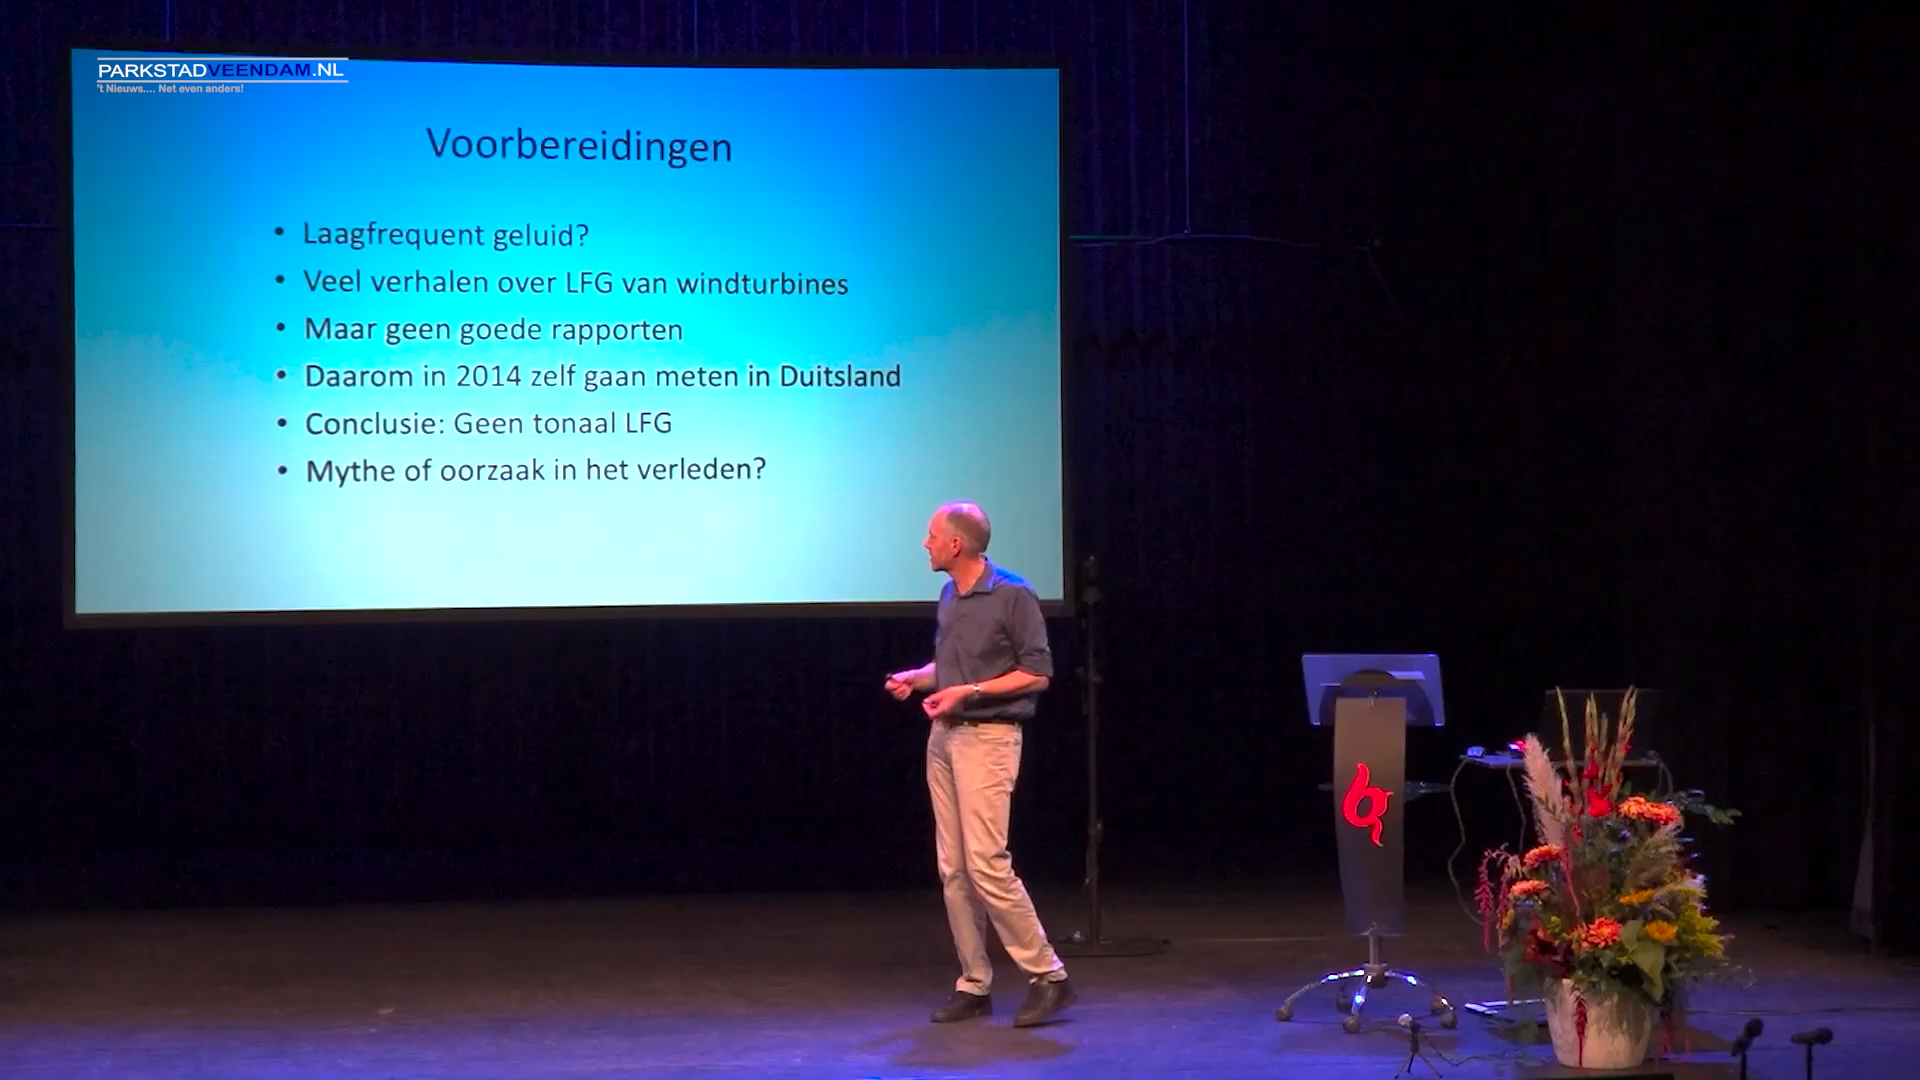 PARKSTADVEENDAM.NL
't Nieuws.... Net even anders!
Voorbereidingen
• Laagfrequent geluid?
• Veel verhalen over LFG van windturbines
• Maar geen goede rapporten
• Daarom in 2014 zelf gaan meten in Duitsland
• Conclusie: Geen tonaal LFG
• Mythe of oorzaak in het verleden?